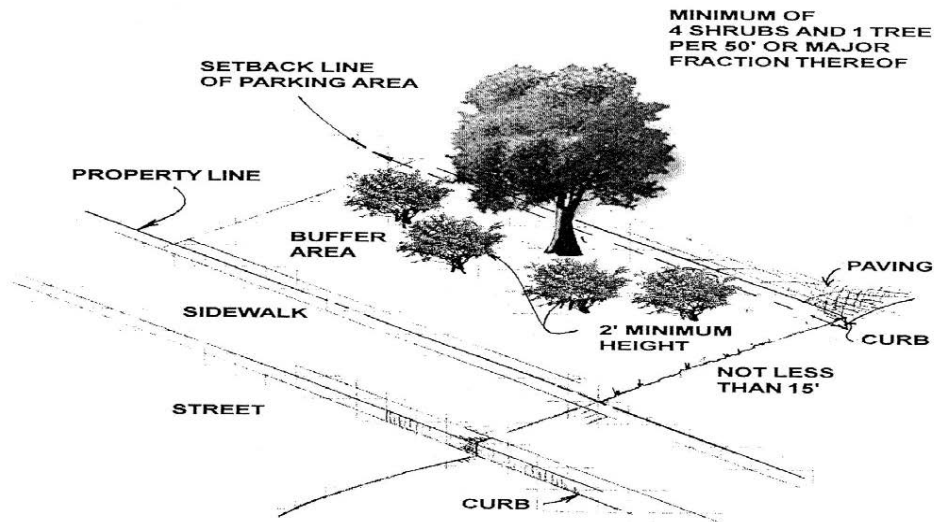 MINIMUM OF
4 SHRUBS AND 1 TREE
PER 50' OR MAJOR
FRACTION THEREOF
SETBACK LINE
OF PARKING AREA
PROPERTY LINE
BUFFER
AREA
PAVING
SIDEWALK
2' MINIMUM
HEIGHT
CURB
NOT LESS
THAN 15'
STREET
CURB